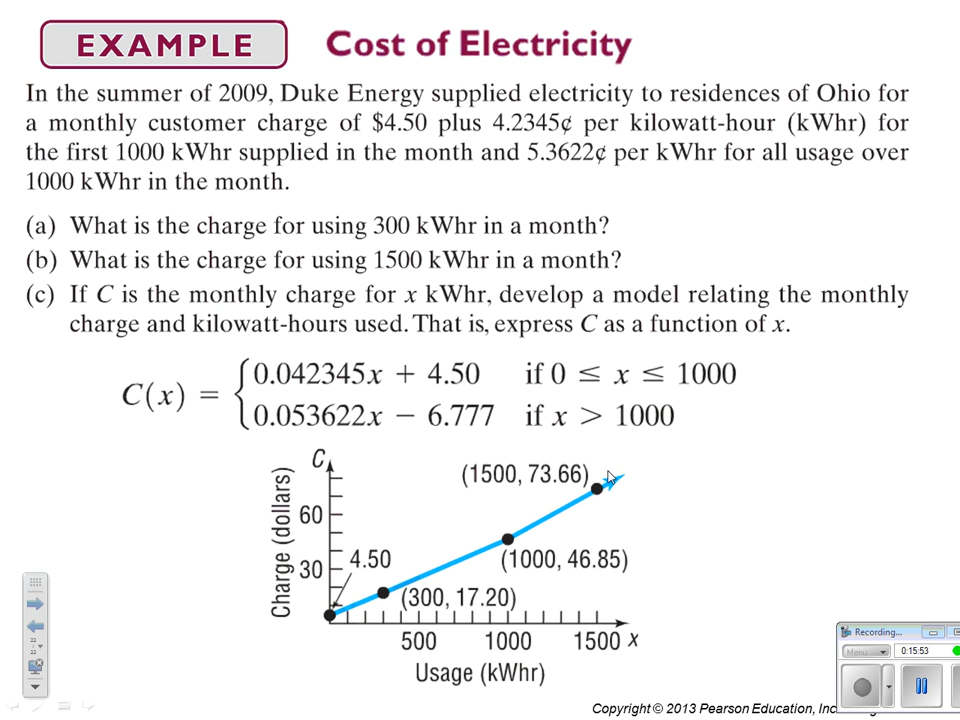 EXAMPLE
Cost of Electricity
In the summer of 2009, Duke Energy supplied electricity to residences of Ohio for
a monthly customer charge of $4.50 plus 4.2345¢ per kilowatt-hour (kWhr) for
the first 1000 kWhr supplied in the month and 5.3622¢ per kWhr for all usage over
1000 kWhr in the month.
(a) What is the charge for using 300 kWhr in a month?
(b) What is the charge for using 1500 kWhr in a month?
(c) If C is the monthly charge for x kWhr, develop a model relating the monthly
charge and kilowatt-hours used. That is, express C as a function of x.
C(x) = {
0.042345x + 4.50 if 0 ≤ x ≤ 1000
0.053622x − 6.777 if x > 1000
C
(1500, 73.66)
60
4.50
(1000, 46.85)
30
(300, 17.20)
Charge (dollars)
500 1000 1500 x
Usage (kWhr)
Recording...
Menu
0:15:53
Copyright © 2013 Pearson Education, Inc